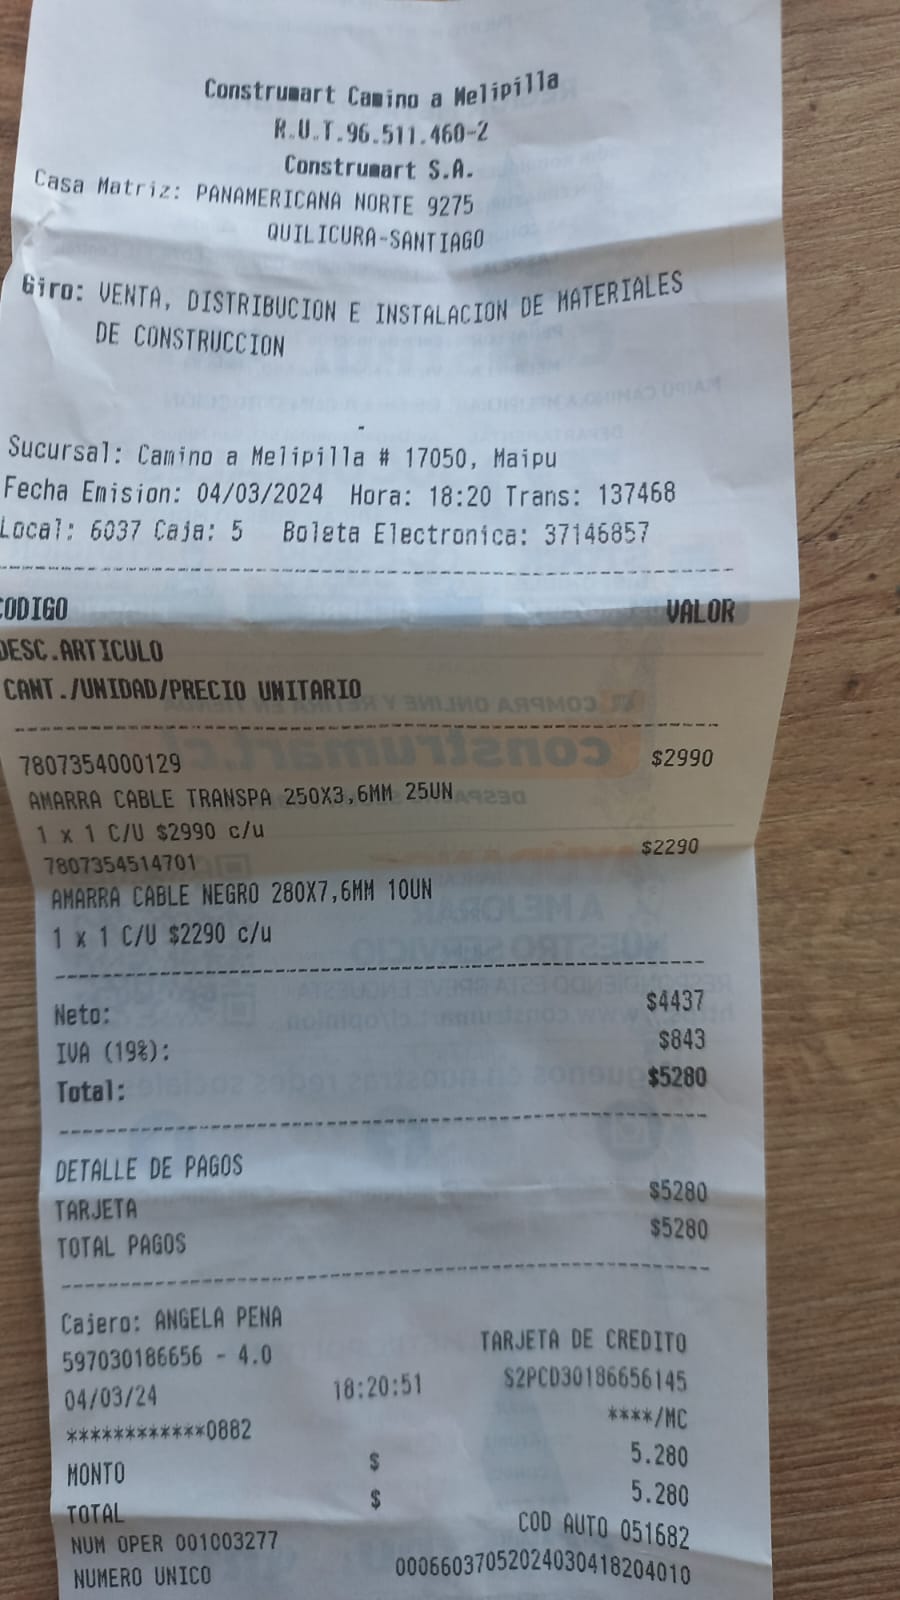 Construmart Camino a Melipilla
R.U.T.96.511.460-2
Construmart S.A.
Casa Matriz: PANAMERICANA NORTE 9275
QUILICURA-SANTIAGO
Giro: VENTA, DISTRIBUCION E INSTALACION DE MATERIALES
DE CONSTRUCCION
-
Sucursal: Camino a Melipilla # 17050, Maipu
Fecha Emision: 04/03/2024 Hora: 18:20 Trans: 137468
Local: 6037 Caja: 5 Boleta Electronica: 37146857
CODIGO VALOR
DESC.ARTICULO
CANT./UNIDAD/PRECIO UNITARIO
7807354000129 $2990
AMARRA CABLE TRANSPA 250X3,6MM 25UN
1 x 1 C/U $2990 c/u
7807354514701 $2290
AMARRA CABLE NEGRO 280X7,6MM 10UN
1 x 1 C/U $2290 c/u
Neto: $4437
IVA (19%): $843
Total: $5280
DETALLE DE PAGOS
TARJETA $5280
TOTAL PAGOS $5280
Cajero: ANGELA PENA
597030186656 - 4.0 TARJETA DE CREDITO
04/03/24 18:20:51 S2PCD30186656145
************0882 ****/MC
MONTO $ 5.280
TOTAL $ 5.280
NUM OPER 001003277 COD AUTO 051682
NUMERO UNICO 00066037052024030418204010